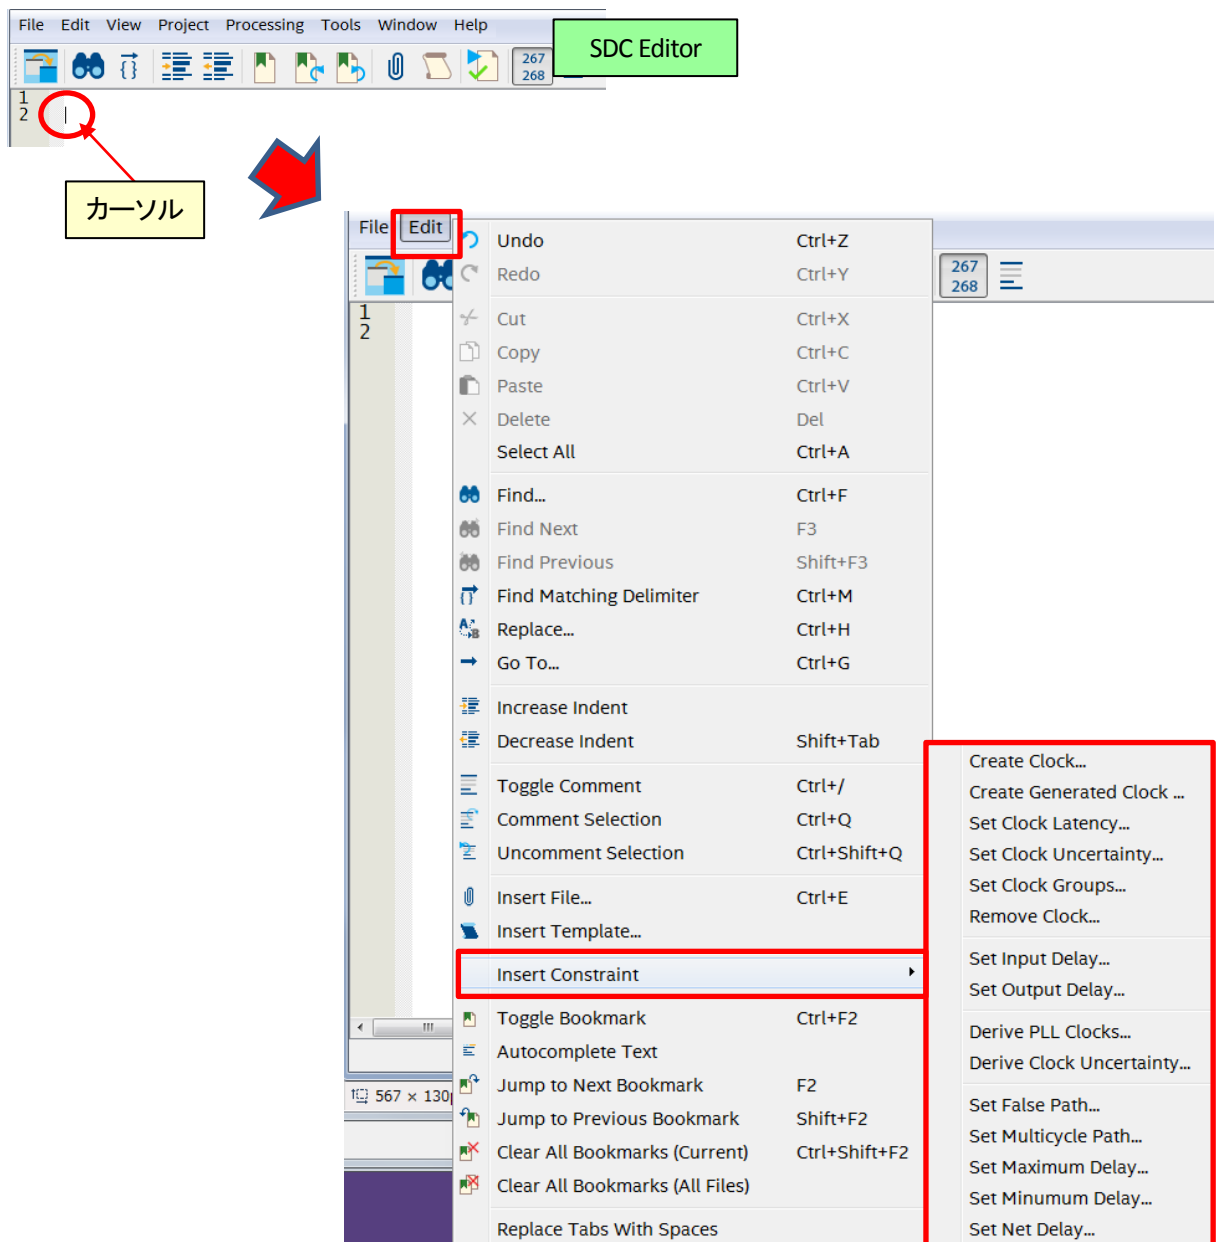 File Edit View Project Processing Tools Window Help
SDC Editor
267
268
1
2
カーソル
File Edit
267
268
1
2
Undo Ctrl+Z
Redo Ctrl+Y
Cut Ctrl+X
Copy Ctrl+C
Paste Ctrl+V
Delete Del
Select All Ctrl+A
Find... Ctrl+F
Find Next F3
Find Previous Shift+F3
Find Matching Delimiter Ctrl+M
Replace... Ctrl+H
Go To... Ctrl+G
Increase Indent
Decrease Indent Shift+Tab
Toggle Comment Ctrl+/
Comment Selection Ctrl+Q
Uncomment Selection Ctrl+Shift+Q
Insert File... Ctrl+E
Insert Template...
Insert Constraint
Toggle Bookmark Ctrl+F2
Autocomplete Text
Jump to Next Bookmark F2
Jump to Previous Bookmark Shift+F2
Clear All Bookmarks (Current) Ctrl+Shift+F2
Clear All Bookmarks (All Files)
Replace Tabs With Spaces
Create Clock...
Create Generated Clock ...
Set Clock Latency...
Set Clock Uncertainty...
Set Clock Groups...
Remove Clock...
Set Input Delay...
Set Output Delay...
Derive PLL Clocks...
Derive Clock Uncertainty...
Set False Path...
Set Multicycle Path...
Set Maximum Delay...
Set Minumum Delay...
Set Net Delay...
567 × 130